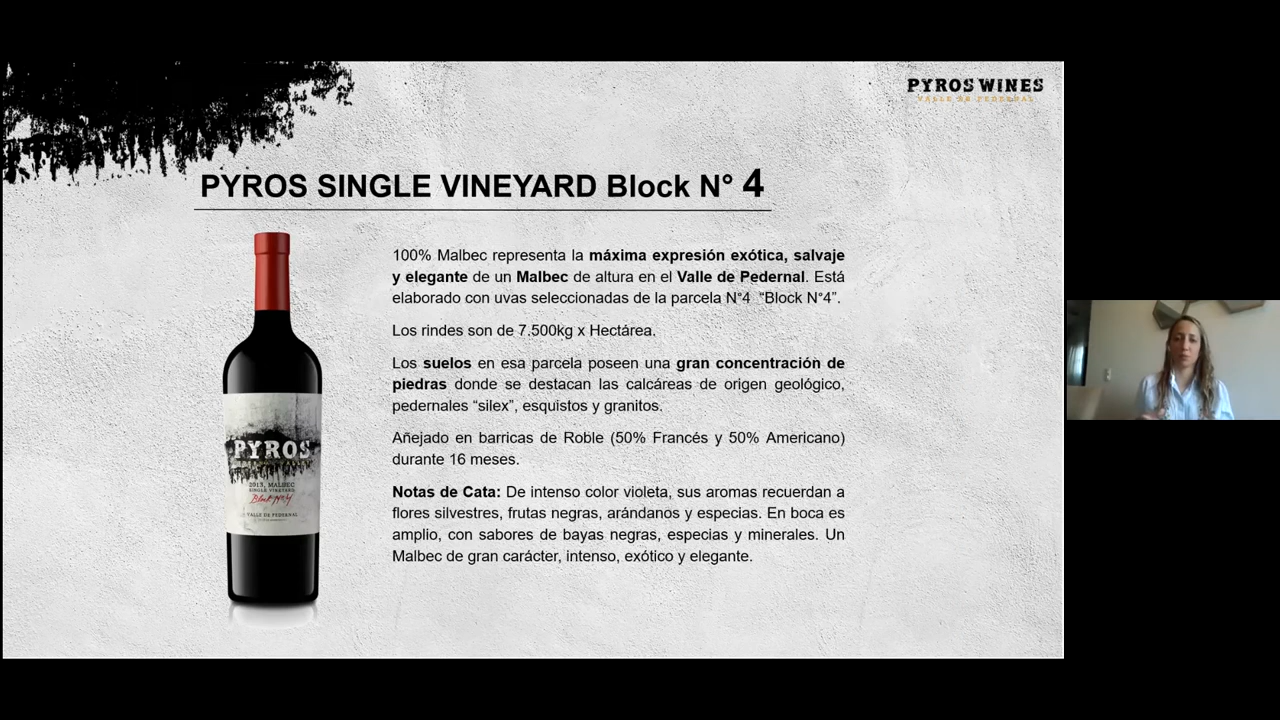 PYROS WINES
VALLE DE PEDERNAL
PYROS SINGLE VINEYARD Block N° 4
100% Malbec representa la máxima expresión exótica, salvaje
y elegante de un Malbec de altura en el Valle de Pedernal. Está
elaborado con uvas seleccionadas de la parcela N°4 “Block N°4”.
Los rindes son de 7.500kg x Hectárea.
Los suelos en esa parcela poseen una gran concentración de
piedras donde se destacan las calcáreas de origen geológico,
pedernales “silex”, esquistos y granitos.
Añejado en barricas de Roble (50% Francés y 50% Americano)
durante 16 meses.
Notas de Cata: De intenso color violeta, sus aromas recuerdan a
flores silvestres, frutas negras, arándanos y especias. En boca es
amplio, con sabores de bayas negras, especias y minerales. Un
Malbec de gran carácter, intenso, exótico y elegante.
PYROS
2013, MALBEC
SINGLE VINEYARD
Block Nº4
VALLE DE PEDERNAL